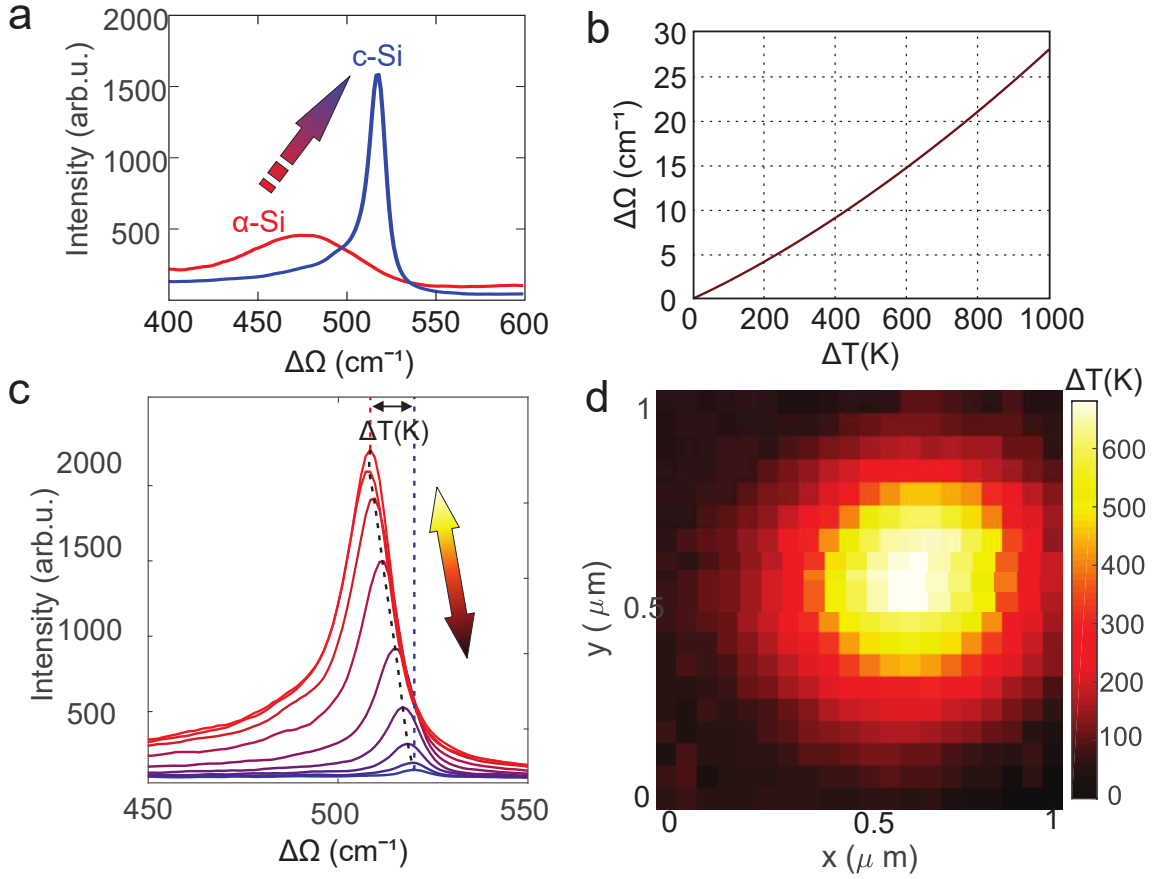 a
2000
1500
1000
500
Intensity (arb.u.)
c-Si
α-Si
400 450 500 550 600
ΔΩ (cm⁻¹)
b
30
25
20
15
10
5
0
ΔΩ (cm⁻¹)
0 200 400 600 800 1000
ΔT(K)
c
ΔT(K)
2000
1500
1000
500
Intensity (arb.u.)
450 500 550
ΔΩ (cm⁻¹)
d
1
0.5
0
y ( μ m)
0 0.5 1
x (μ m)
ΔT(K)
600
500
400
300
200
100
0